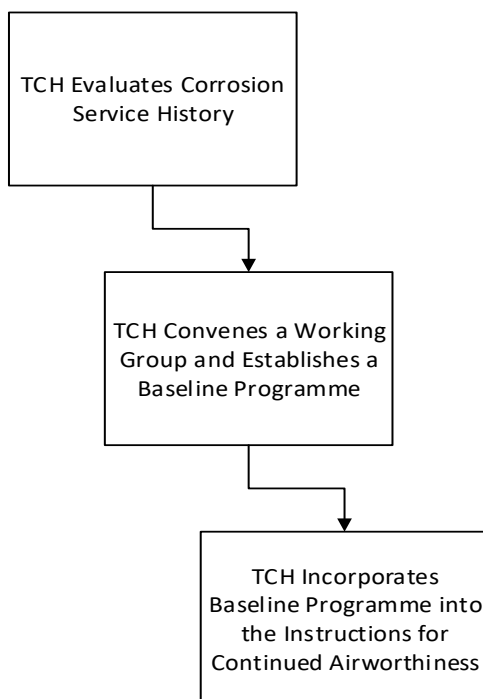 TCH Evaluates Corrosion
Service History
TCH Convenes a Working
Group and Establishes a
Baseline Programme
TCH Incorporates
Baseline Programme into
the Instructions for
Continued Airworthiness